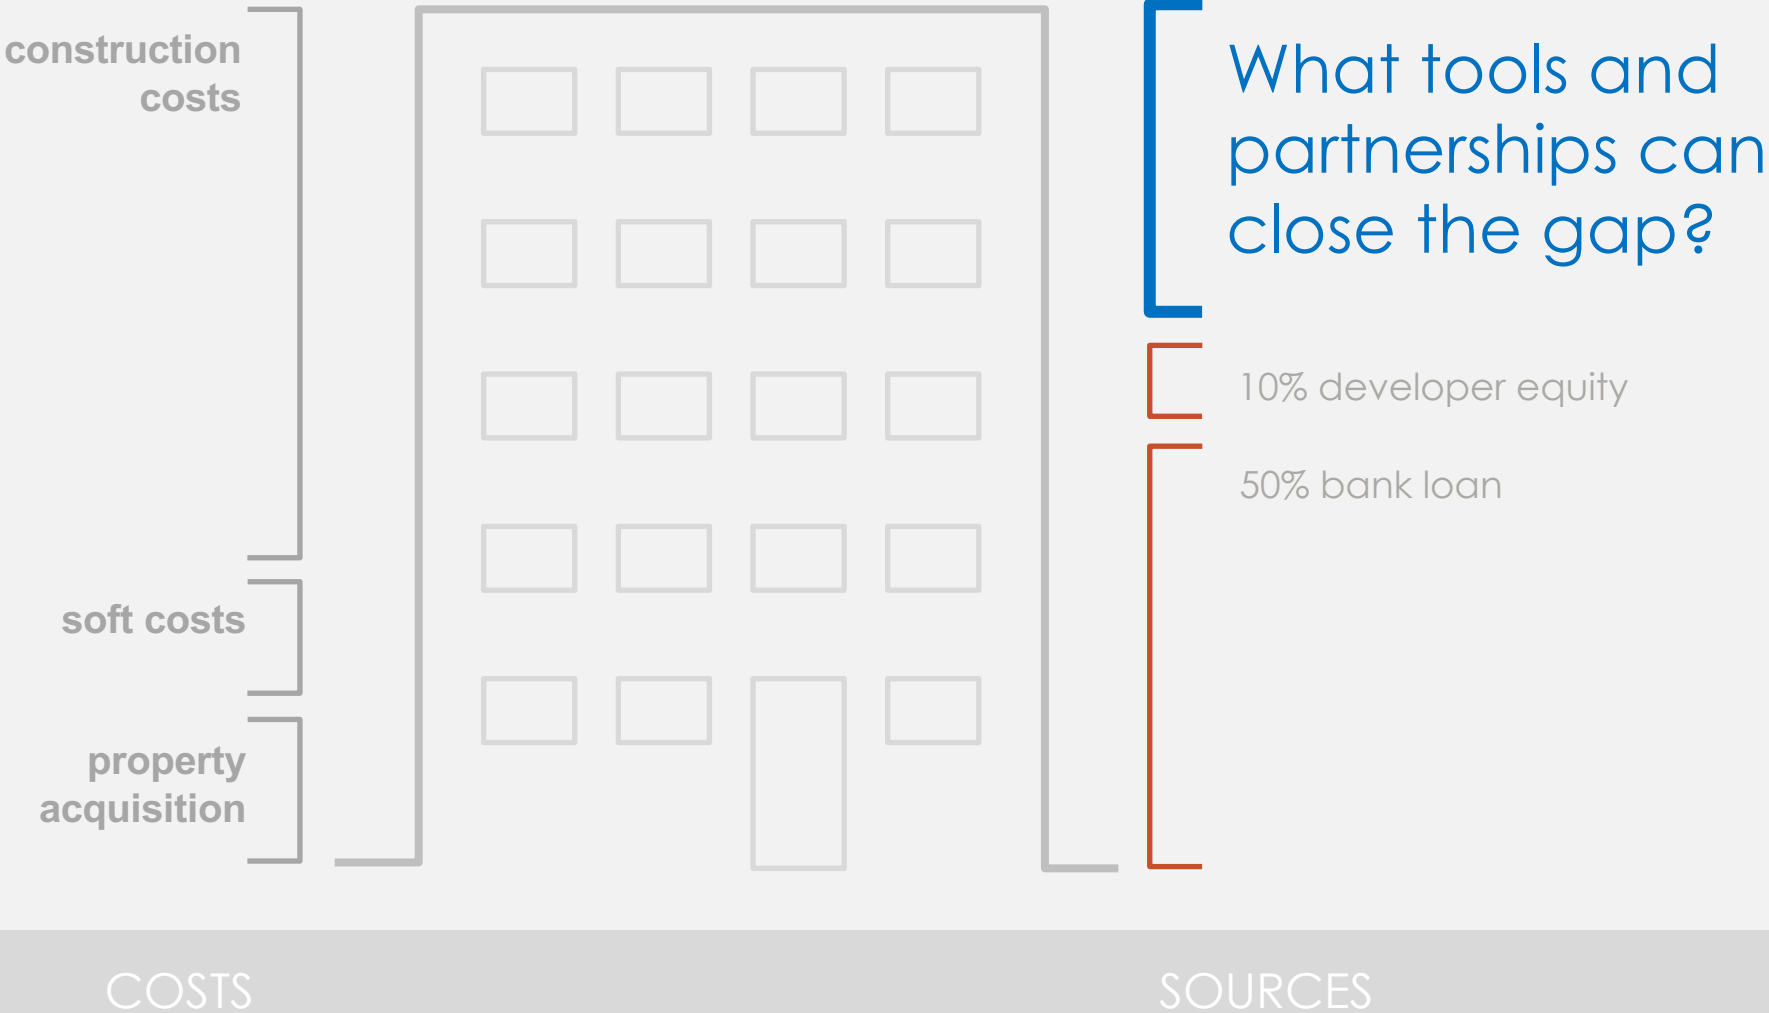 construction
costs
soft costs
property
acquisition
What tools and
partnerships can
close the gap?
10% developer equity
50% bank loan
COSTS
SOURCES